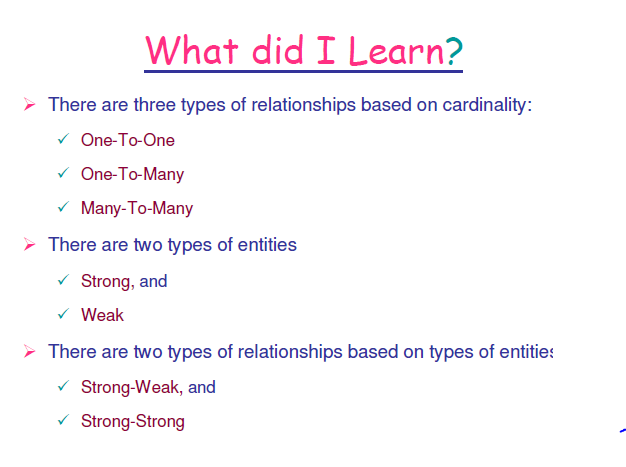 What did I Learn?
There are three types of relationships based on cardinality:
One-To-One
One-To-Many
Many-To-Many
There are two types of entities
Strong, and
Weak
There are two types of relationships based on types of entities
Strong-Weak, and
Strong-Strong